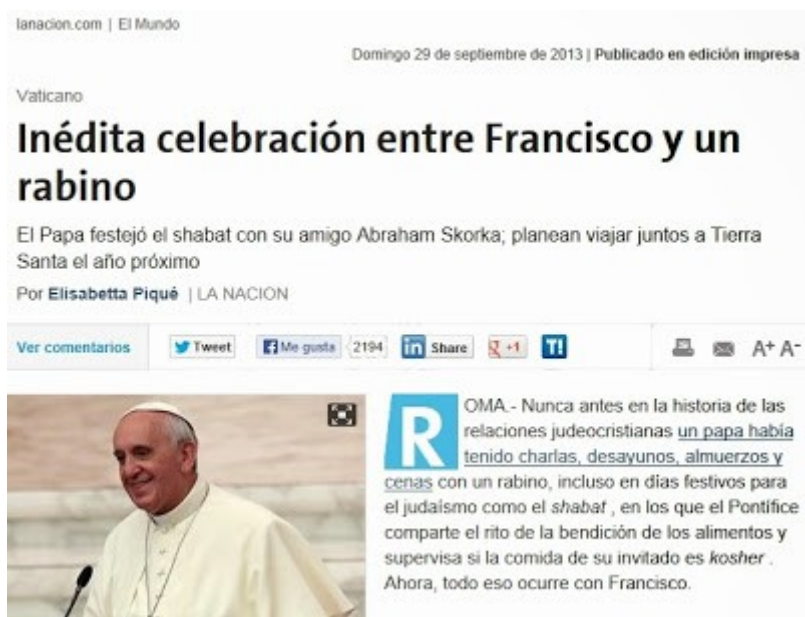 lanacion.com | El Mundo
Domingo 29 de septiembre de 2013 | Publicado en edición impresa
Vaticano
Inédita celebración entre Francisco y un
rabino
El Papa festejó el shabat con su amigo Abraham Skorka; planean viajar juntos a Tierra
Santa el año próximo
Por Elisabetta Piqué | LA NACION
Ver comentarios Tweet Me gusta 2194 in Share +1 T! A+ A-
ROMA.- Nunca antes en la historia de las
relaciones judeocristianas un papa había
tenido charlas, desayunos, almuerzos y
cenas con un rabino, incluso en días festivos para
el judaísmo como el shabat , en los que el Pontífice
comparte el rito de la bendición de los alimentos y
supervisa si la comida de su invitado es kosher .
Ahora, todo eso ocurre con Francisco.